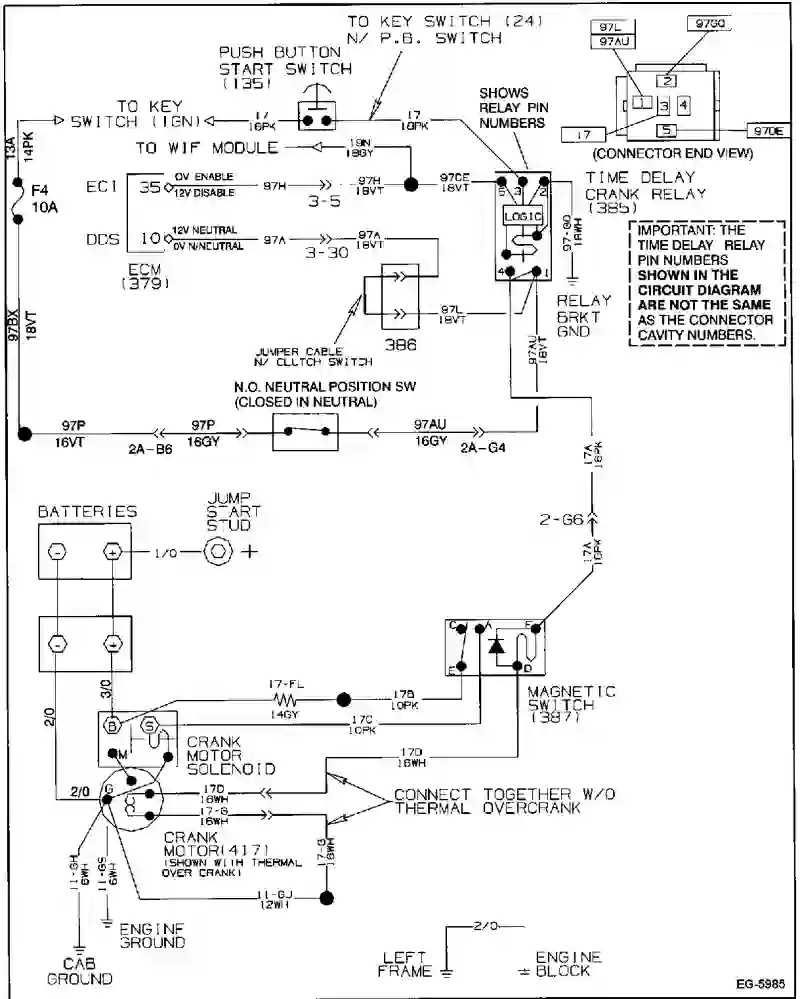 TO KEY SWITCH (24)
N/ P.B. SWITCH
PUSH BUTTON
START SWITCH
(135)
97L
97AU
97GO
1
2
3
4
5
17
97DE
(CONNECTOR END VIEW)
SHOWS
RELAY PIN
NUMBERS
TO KEY
SWITCH (IGN)
17
16PK
17
18PK
TO WIF MODULE
19N
18GY
13A
14PK
F4
10A
ECI
35
0V ENABLE
12V DISABLE
97H
3-5
97H
18VT
97CE
18VT
5
3
2
LOGIC
4
1
TIME DELAY
CRANK RELAY
(385)
DDS
10
12V NEUTRAL
0V N/NEUTRAL
97A
3-30
97A
18VT
ECM
(379)
97-GO
18WH
RELAY
BRKT
GND
IMPORTANT: THE
TIME DELAY RELAY
PIN NUMBERS
SHOWN IN THE
CIRCUIT DIAGRAM
ARE NOT THE SAME
AS THE CONNECTOR
CAVITY NUMBERS.
97BX
18VT
386
97L
18VT
97AU
18VT
JUMPER CABLE
N/ CLUTCH SWITCH
N.O. NEUTRAL POSITION SW
(CLOSED IN NEUTRAL)
97P
16VT
2A-B6
97P
16GY
97AU
16GY
2A-G4
17A
16PK
2-G6
17A
16PK
BATTERIES
JUMP
START
STUD
-
+
1/0
+
-
+
2/0
3/0
C
A
F
E
D
MAGNETIC
SWITCH
(387)
17-FL
14GY
17B
10PK
17C
10PK
B
S
M
CRANK
MOTOR
SOLENOID
17D
16WH
2/0
G
17D
16WH
17-G
16WH
CONNECT TOGETHER W/O
THERMAL OVERCRANK
CRANK
MOTOR(417)
(SHOWN WITH THERMAL
OVER CRANK)
17-G
16WH
11-GH
6WH
11-GS
6WH
11-GJ
12WH
ENGINE
GROUND
CAB
GROUND
2/0
LEFT
FRAME
ENGINE
BLOCK
EG-5985